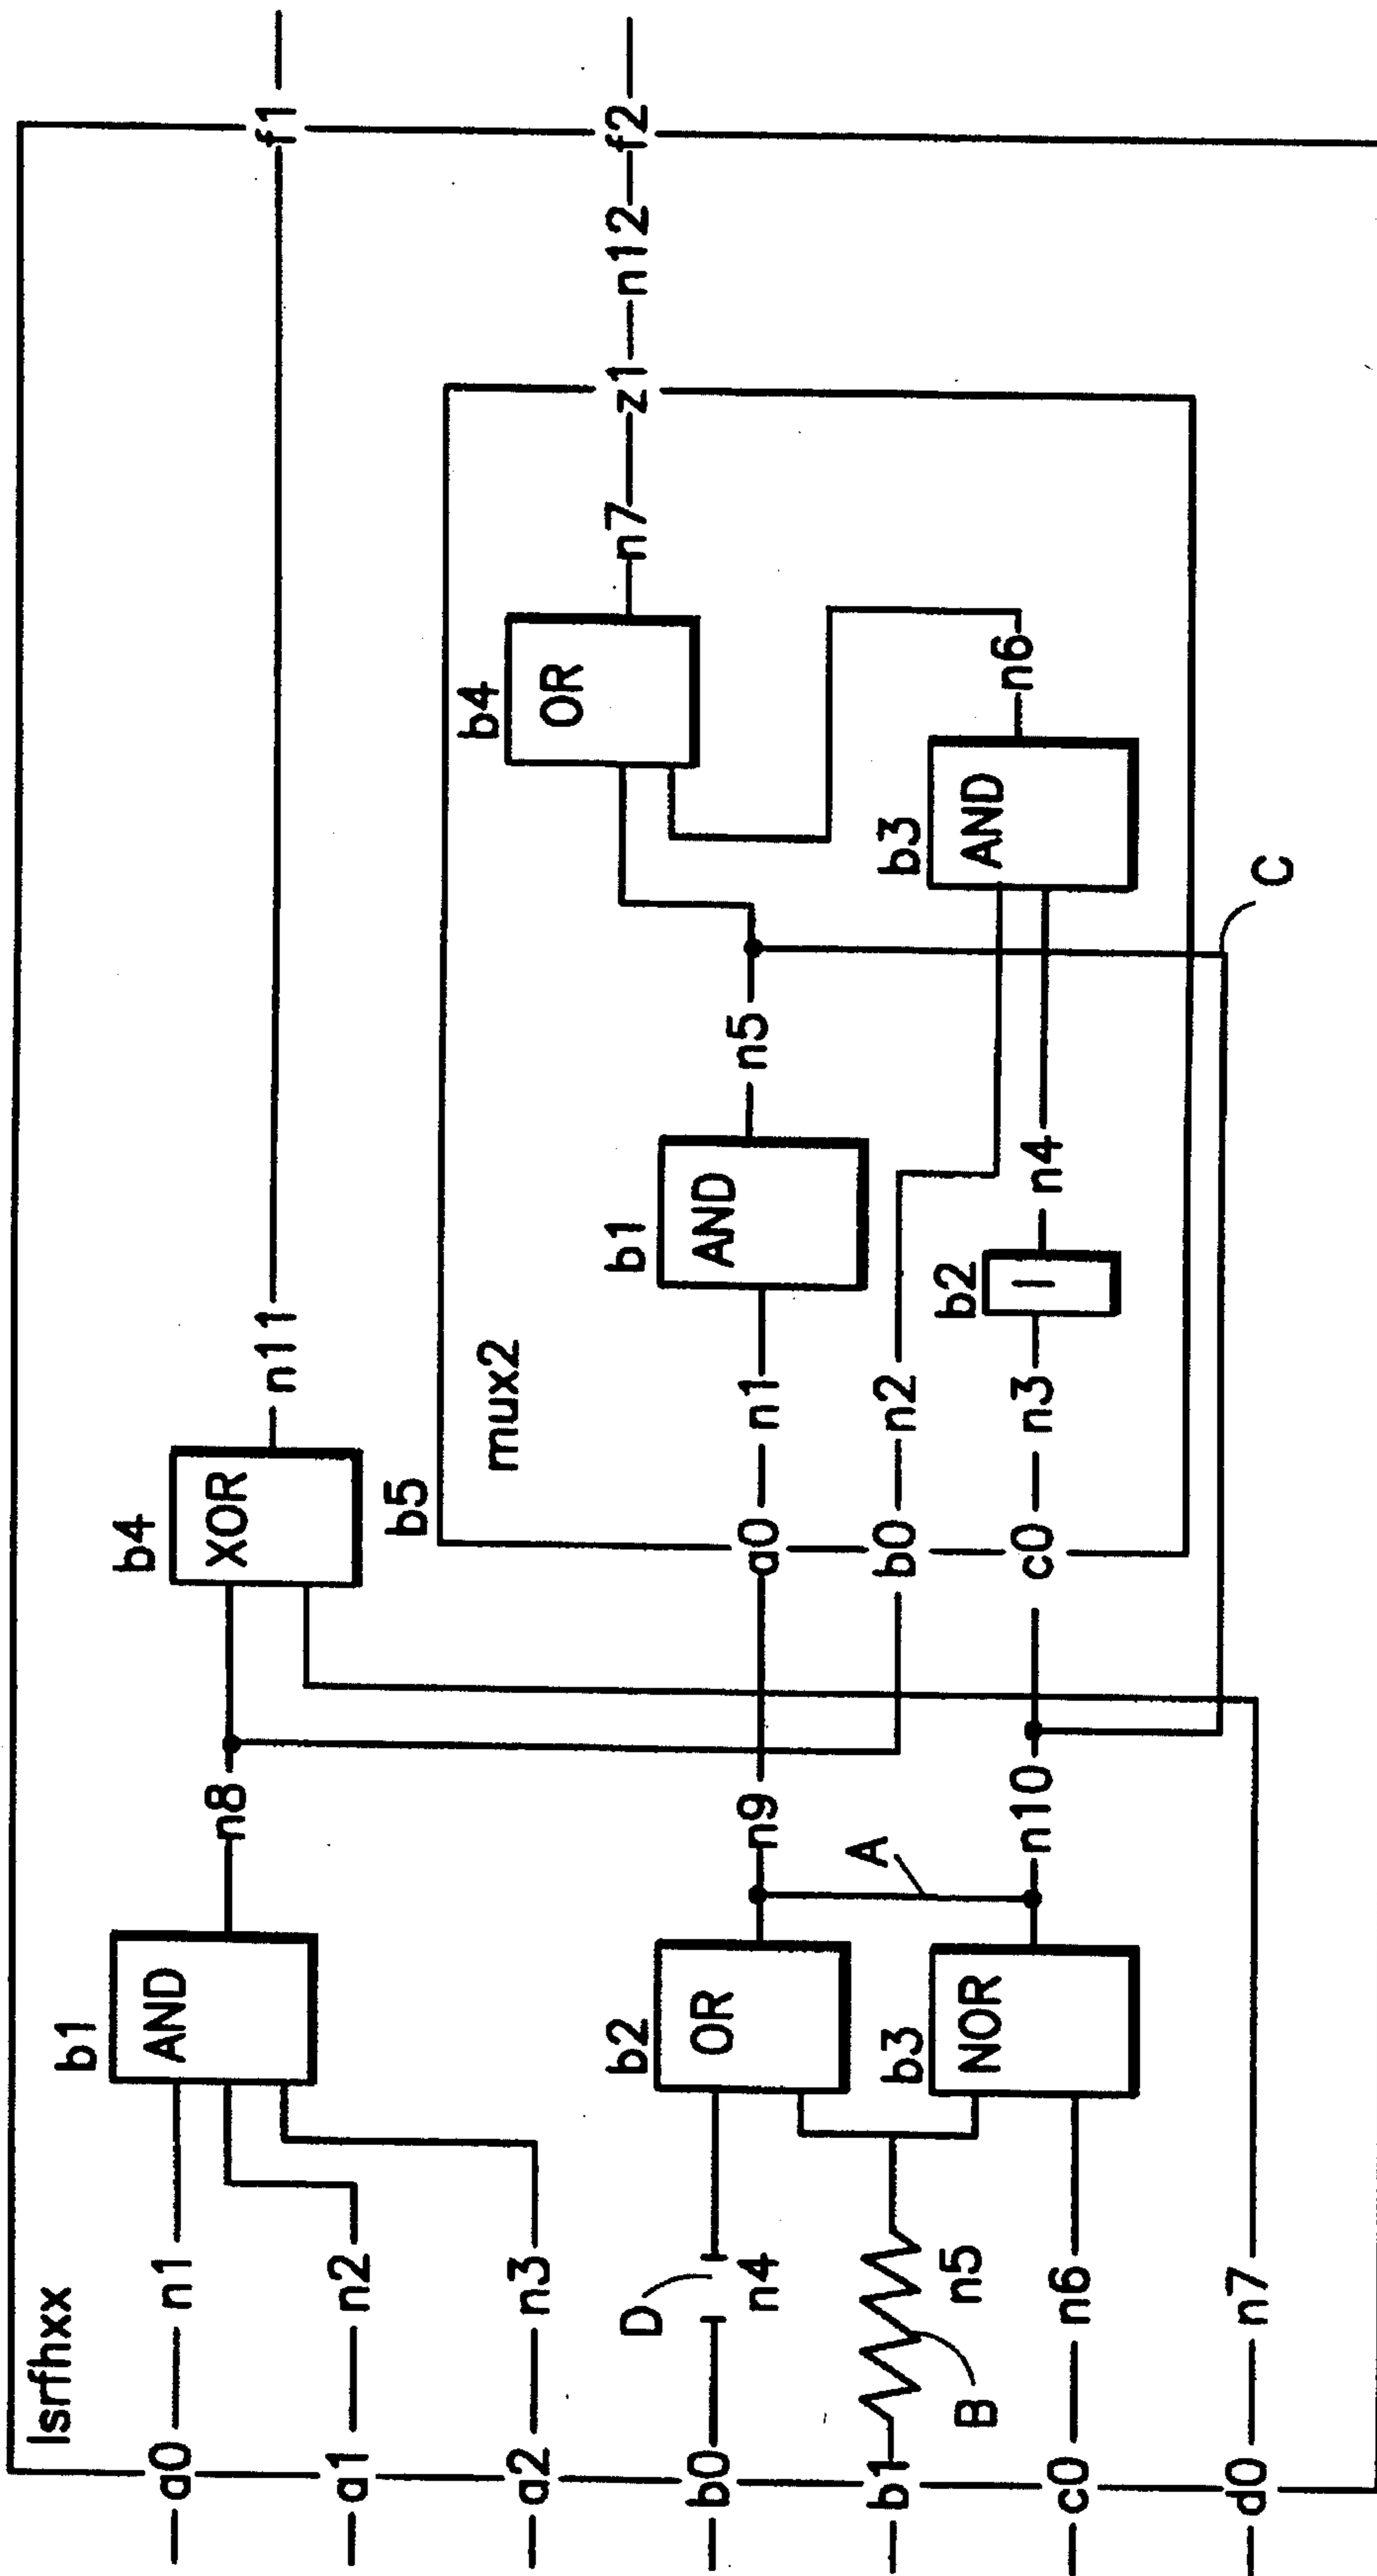 lsrfhxx
a0 n1
a1 n2
a2 n3
b1
AND
n8
b4
XOR
n11
f1
b0
D
n4
b2
OR
n9
A
b1
B
n5
c0 n6
b3
NOR
n10
d0 n7
b5
mux2
a0 n1
b1
AND
n5
b0 n2
c0 n3
b2
I
n4
b3
AND
n6
b4
OR
n7 z1 n12 f2
C